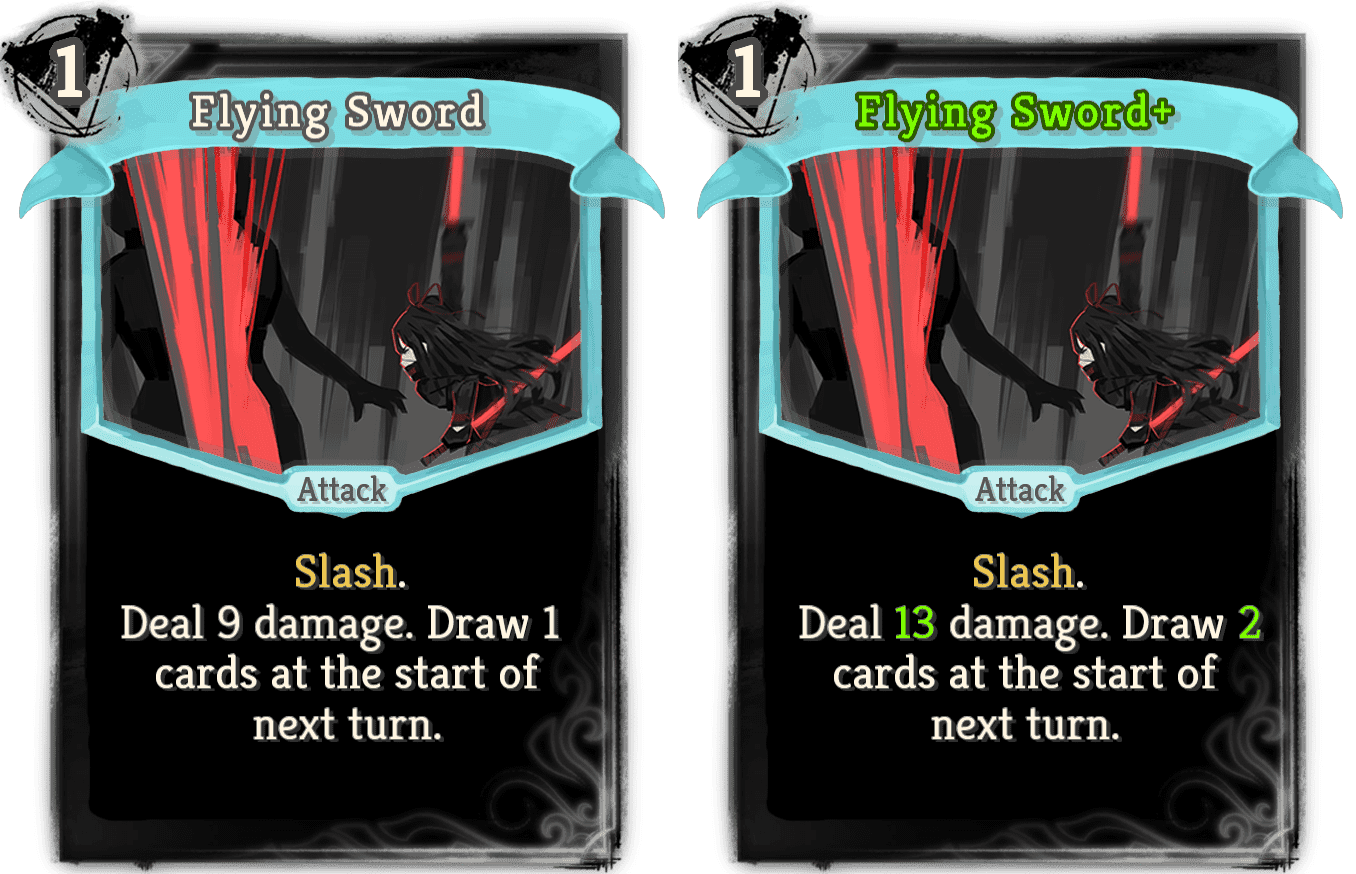 1
Flying Sword
Attack
Slash.
Deal 9 damage. Draw 1
cards at the start of
next turn.
1
Flying Sword+
Attack
Slash.
Deal 13 damage. Draw 2
cards at the start of
next turn.